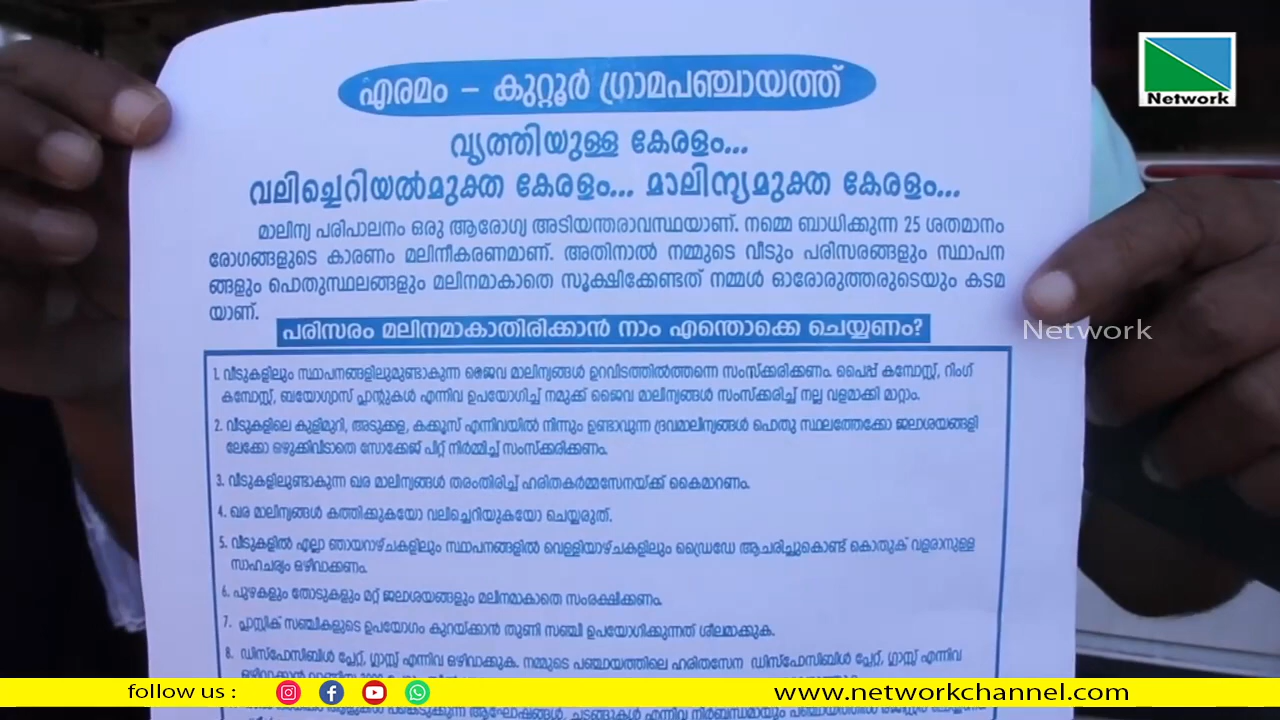 Network
എരമം - കുറ്റൂർ ഗ്രാമപഞ്ചായത്ത്
വൃത്തിയുള്ള കേരളം...
വലിച്ചെറിയൽമുക്ത കേരളം... മാലിന്യമുക്ത കേരളം...
മാലിന്യ പരിപാലനം ഒരു ആരോഗ്യ അടിയന്തരാവസ്ഥയാണ്. നമ്മെ ബാധിക്കുന്ന 25 ശതമാനം
രോഗങ്ങളുടെ കാരണം മലിനീകരണമാണ്. അതിനാൽ നമ്മുടെ വീടും പരിസരങ്ങളും സ്ഥാപന
ങ്ങളും പൊതുസ്ഥലങ്ങളും മലിനമാകാതെ സൂക്ഷിക്കേണ്ടത് നമ്മൾ ഓരോരുത്തരുടെയും കടമ
യാണ്.
പരിസരം മലിനമാകാതിരിക്കാൻ നാം എന്തൊക്കെ ചെയ്യണം?
Network
1. വീടുകളിലും സ്ഥാപനങ്ങളിലുമുണ്ടാകുന്ന ജൈവ മാലിന്യങ്ങൾ ഉറവിടത്തിൽത്തന്നെ സംസ്ക്കരിക്കണം. പൈപ്പ് കമ്പോസ്റ്റ്, റിംഗ്
കമ്പോസ്റ്റ്, ബയോഗ്യാസ് പ്ലാന്റുകൾ എന്നിവ ഉപയോഗിച്ച് നമുക്ക് ജൈവ മാലിന്യങ്ങൾ സംസ്ക്കരിച്ച് നല്ല വളമാക്കി മാറ്റാം.
2. വീടുകളിലെ കുളിമുറി, അടുക്കള, കക്കൂസ് എന്നിവയിൽ നിന്നും ഉണ്ടാവുന്ന ദ്രവമാലിന്യങ്ങൾ പൊതു സ്ഥലത്തേക്കോ ജലാശയങ്ങളി
ലേക്കോ ഒഴുക്കിവിടാതെ സോക്കേജ് പിറ്റ് നിർമ്മിച്ച് സംസ്ക്കരിക്കണം.
3. വീടുകളിലുണ്ടാകുന്ന ഖര മാലിന്യങ്ങൾ തരംതിരിച്ച് ഹരിതകർമ്മസേനയ്ക്ക് കൈമാറണം.
4. ഖര മാലിന്യങ്ങൾ കത്തിക്കുകയോ വലിച്ചെറിയുകയോ ചെയ്യരുത്.
5. വീടുകളിൽ എല്ലാ ഞായറാഴ്ചകളിലും സ്ഥാപനങ്ങളിൽ വെള്ളിയാഴ്ചകളിലും ഡ്രൈഡേ ആചരിച്ചുകൊണ്ട് കൊതുക് വളരാനുള്ള
സാഹചര്യം ഒഴിവാക്കണം.
6. പുഴകളും തോടുകളും മറ്റ് ജലാശയങ്ങളും മലിനമാകാതെ സംരക്ഷിക്കണം.
7. പ്ലാസ്റ്റിക് സഞ്ചികളുടെ ഉപയോഗം കുറയ്ക്കാൻ തുണി സഞ്ചി ഉപയോഗിക്കുന്നത് ശീലമാക്കുക.
8. ഡിസ്പോസിബിൾ പ്ലേറ്റ്, ഗ്ലാസ്സ് എന്നിവ ഒഴിവാക്കുക. നമ്മുടെ പഞ്ചായത്തിലെ ഹരിതസേന ഡിസ്പോസിബിൾ പ്ലേറ്റ്, ഗ്ലാസ്സ് എന്നിവ
follow us :
www.networkchannel.com